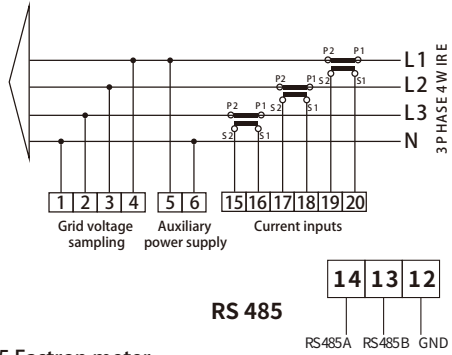 P2 P1
L1
P2 P1 S2 S1
L2
P2 P1 S2 S1
L3
S2 S1
N
3 PHASE 4 WIRE
1 2 3 4 5 6 15 16 17 18 19 20
Grid voltage sampling
Auxiliary power supply
Current inputs
14 13 12
RS 485
RS485A RS485B GND